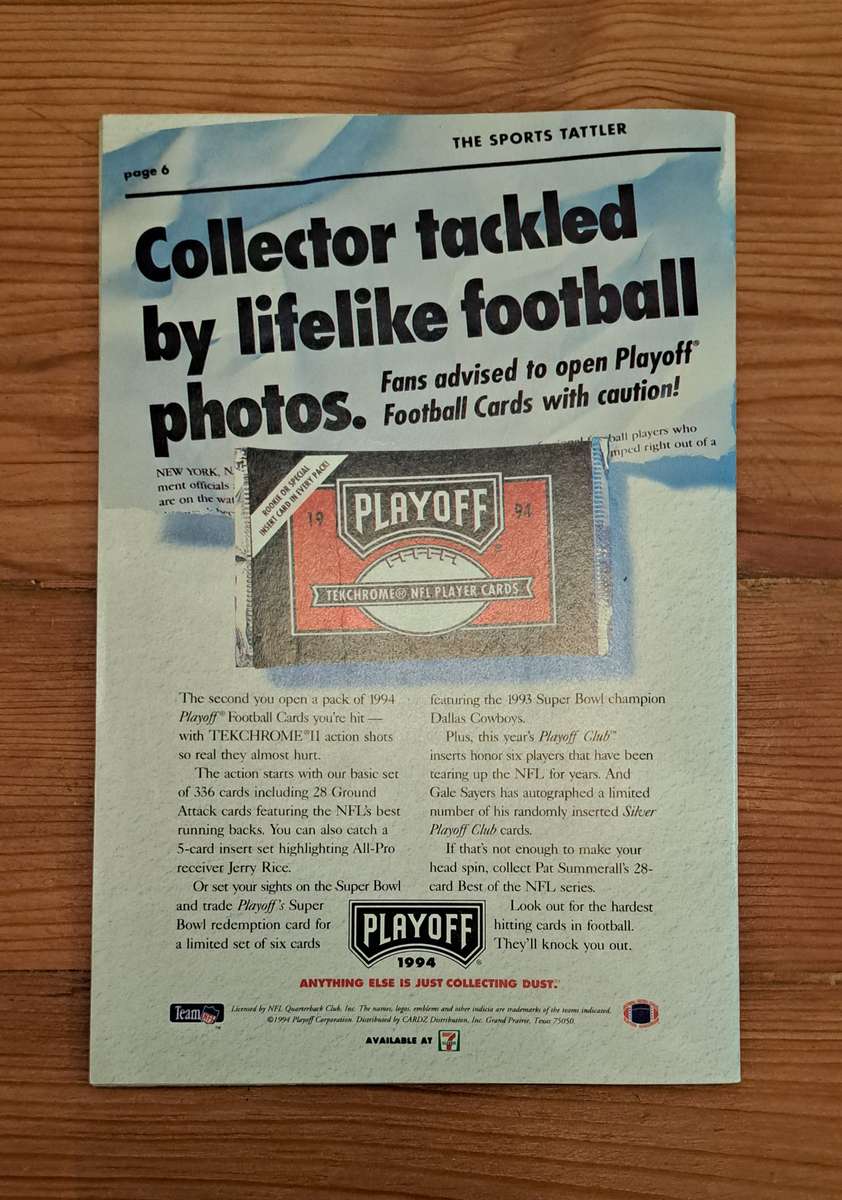 THE SPORTS TATTLER
page 6
Collector tackled
by lifelike football
photos.
Fans advised to open Playoff®
Football Cards with caution!
ball players who
mped right out of a
NEW YORK, N
ment officials
are on the wa
ROOKIE OR SPECIAL
INSERT CARD IN EVERY PACK!
19 PLAYOFF 94
TEKCHROME® NFL PLAYER CARDS
The second you open a pack of 1994
Playoff® Football Cards you're hit —
with TEKCHROME®II action shots
so real they almost hurt.
The action starts with our basic set
of 336 cards including 28 Ground
Attack cards featuring the NFL's best
running backs. You can also catch a
5-card insert set highlighting All-Pro
receiver Jerry Rice.
Or set your sights on the Super Bowl
and trade Playoff's Super
Bowl redemption card for
a limited set of six cards
featuring the 1993 Super Bowl champion
Dallas Cowboys.
Plus, this year's Playoff Club™
inserts honor six players that have been
tearing up the NFL for years. And
Gale Sayers has autographed a limited
number of his randomly inserted Silver
Playoff Club cards.
If that's not enough to make your
head spin, collect Pat Summerall's 28-
card Best of the NFL series.
Look out for the hardest
hitting cards in football.
They'll knock you out.
PLAYOFF®
1994
ANYTHING ELSE IS JUST COLLECTING DUST.™
Team NFL™
Licensed by NFL Quarterback Club, Inc. The names, logos, emblems and other indicia are trademarks of the teams indicated.
©1994 Playoff Corporation. Distributed by CARDZ Distribution, Inc. Grand Prairie, Texas 75050.
AVAILABLE AT 7 ELEVEN